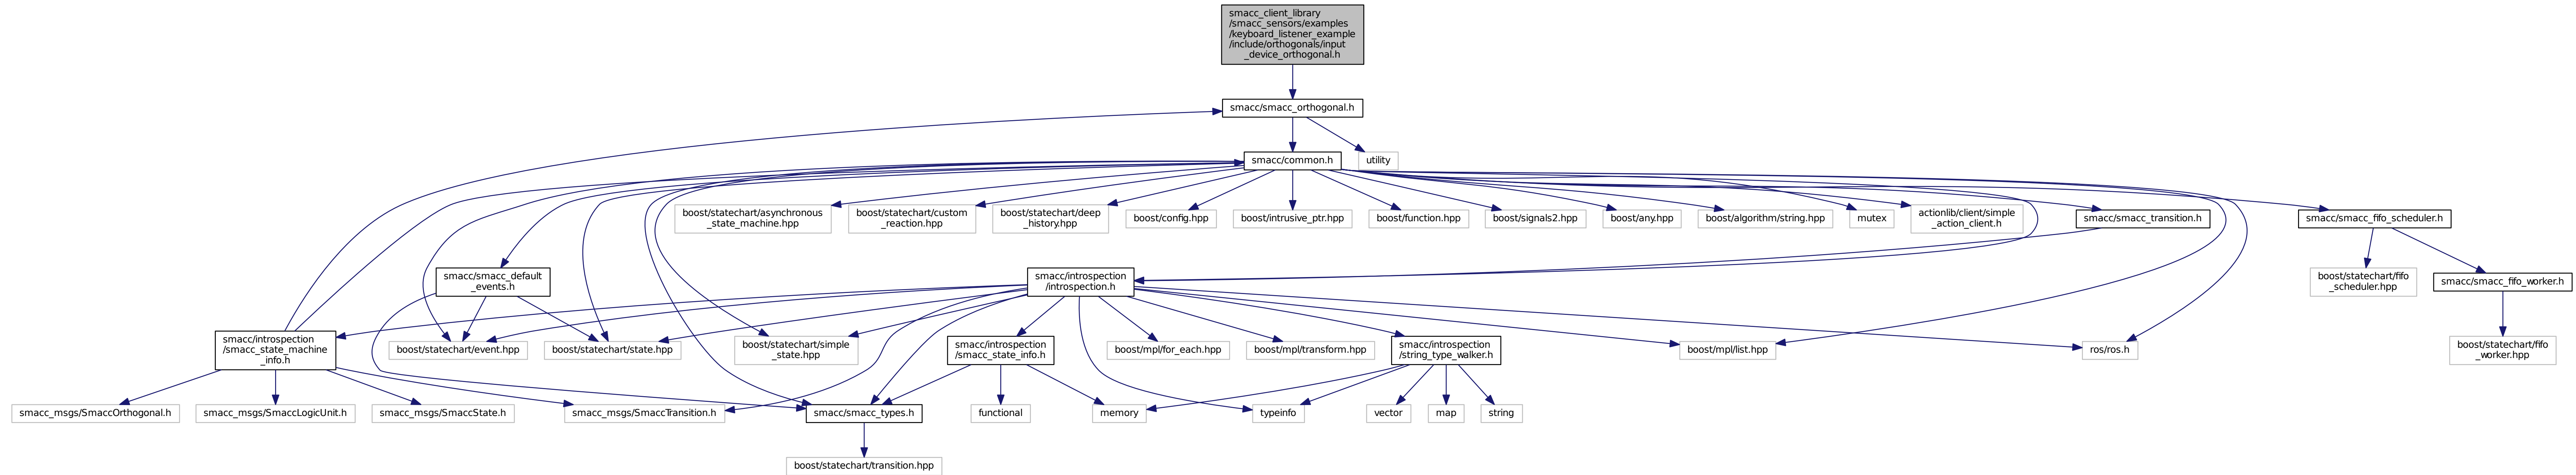 smacc_client_library
/smacc_sensors/examples
/keyboard_listener_example
/include/orthogonals/input
_device_orthogonal.h
smacc/smacc_orthogonal.h
smacc/common.h
utility
boost/statechart/asynchronous
_state_machine.hpp
boost/statechart/custom
_reaction.hpp
boost/statechart/deep
_history.hpp
boost/config.hpp
boost/intrusive_ptr.hpp
boost/function.hpp
boost/signals2.hpp
boost/any.hpp
boost/algorithm/string.hpp
mutex
actionlib/client/simple
_action_client.h
smacc/smacc_transition.h
smacc/smacc_fifo_scheduler.h
smacc/smacc_default
_events.h
smacc/introspection
/introspection.h
boost/statechart/fifo
_scheduler.hpp
smacc/smacc_fifo_worker.h
smacc/introspection
/smacc_state_machine
_info.h
boost/statechart/event.hpp
boost/statechart/state.hpp
boost/statechart/simple
_state.hpp
smacc/introspection
/smacc_state_info.h
boost/mpl/for_each.hpp
boost/mpl/transform.hpp
smacc/introspection
/string_type_walker.h
boost/mpl/list.hpp
ros/ros.h
boost/statechart/fifo
_worker.hpp
smacc_msgs/SmaccOrthogonal.h
smacc_msgs/SmaccLogicUnit.h
smacc_msgs/SmaccState.h
smacc_msgs/SmaccTransition.h
smacc/smacc_types.h
functional
memory
typeinfo
vector
map
string
boost/statechart/transition.hpp